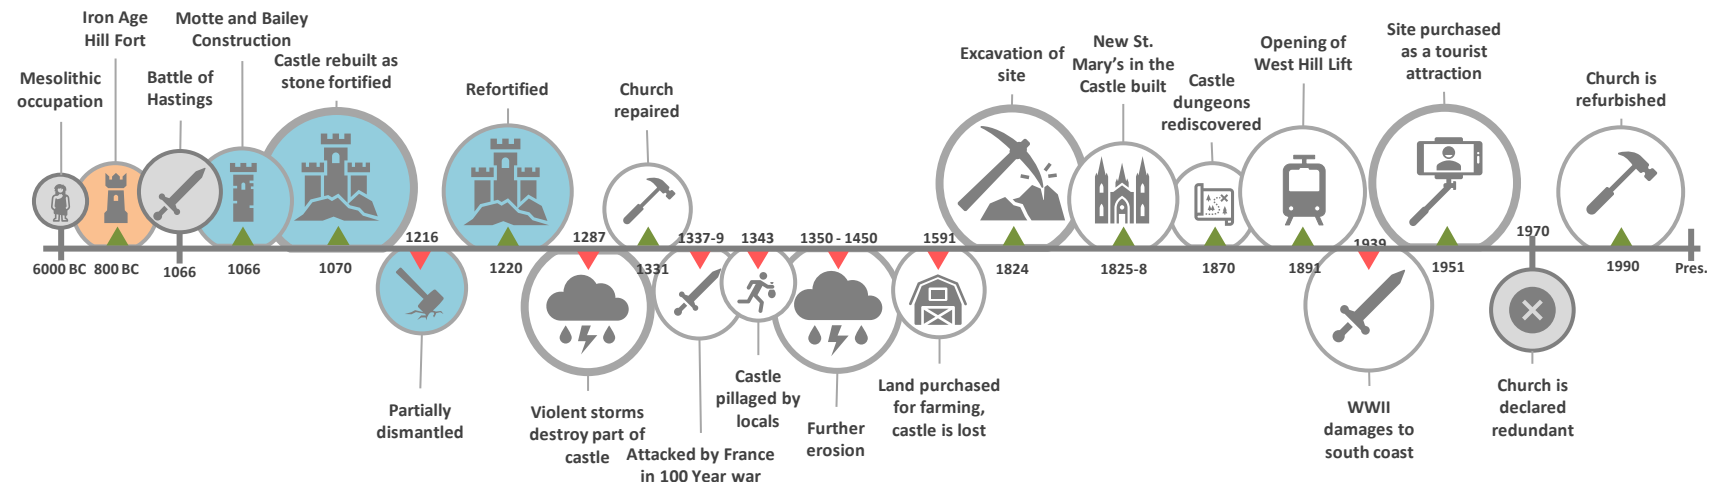 Mesolithic
occupation
6000 BC
Iron Age
Hill Fort
800 BC
Battle of
Hastings
1066
Motte and Bailey
Construction
1066
Castle rebuilt as
stone fortified
1070
1216
Partially
dismantled
Refortified
1220
1287
Violent storms
destroy part of
castle
Church
repaired
1331
1337-9
Attacked by France
in 100 Year war
1343
Castle
pillaged by
locals
1350 - 1450
Further
erosion
1591
Land purchased
for farming,
castle is lost
Excavation of
site
1824
New St.
Mary's in the
Castle built
1825-8
Castle
dungeons
rediscovered
1870
Opening of
West Hill Lift
1891
1939
WWII
damages to
south coast
Site purchased
as a tourist
attraction
1951
1970
Church is
declared
redundant
Church is
refurbished
1990
Pres.